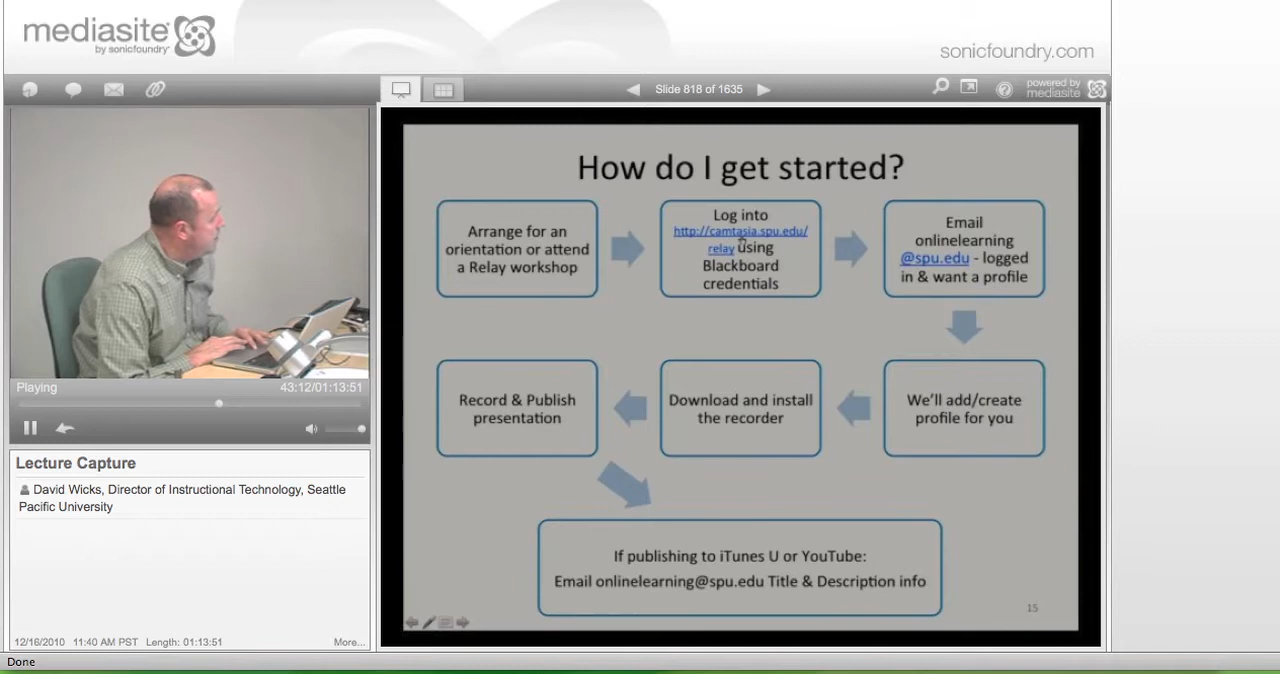 mediasite
by sonicfoundry
sonicfoundry.com
Slide 818 of 1635
powered by
mediasite
How do I get started?
Arrange for an
orientation or attend
a Relay workshop
Log into
http://camtasia.spu.edu/
relay using
Blackboard
credentials
Email
onlinelearning
@spu.edu - logged
in & want a profile
Record & Publish
presentation
Download and install
the recorder
We'll add/create
profile for you
If publishing to iTunes U or YouTube:
Email onlinelearning@spu.edu Title & Description info
15
Playing
43:12/01:13:51
Lecture Capture
David Wicks, Director of Instructional Technology, Seattle
Pacific University
12/16/2010 11:40 AM PST Length: 01:13:51 More...
Done